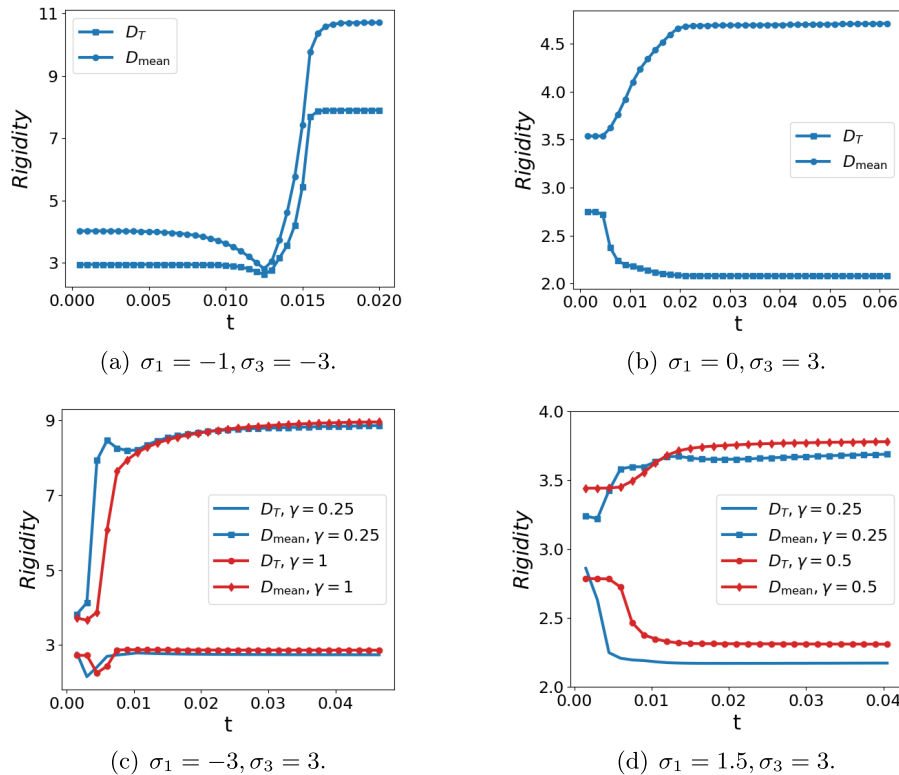 11
9
7
5
3
Rigidity
D_T
D_mean
0.000 0.005 0.010 0.015 0.020
t
(a) σ₁ = −1, σ₃ = −3.
4.5
4.0
3.5
3.0
2.5
2.0
Rigidity
D_T
D_mean
0.00 0.01 0.02 0.03 0.04 0.05 0.06
t
(b) σ₁ = 0, σ₃ = 3.
9
7
5
3
Rigidity
D_T, γ = 0.25
D_mean, γ = 0.25
D_T, γ = 1
D_mean, γ = 1
0.00 0.01 0.02 0.03 0.04
t
(c) σ₁ = −3, σ₃ = 3.
4.0
3.5
3.0
2.5
2.0
Rigidity
D_T, γ = 0.25
D_mean, γ = 0.25
D_T, γ = 0.5
D_mean, γ = 0.5
0.00 0.01 0.02 0.03 0.04
t
(d) σ₁ = 1.5, σ₃ = 3.